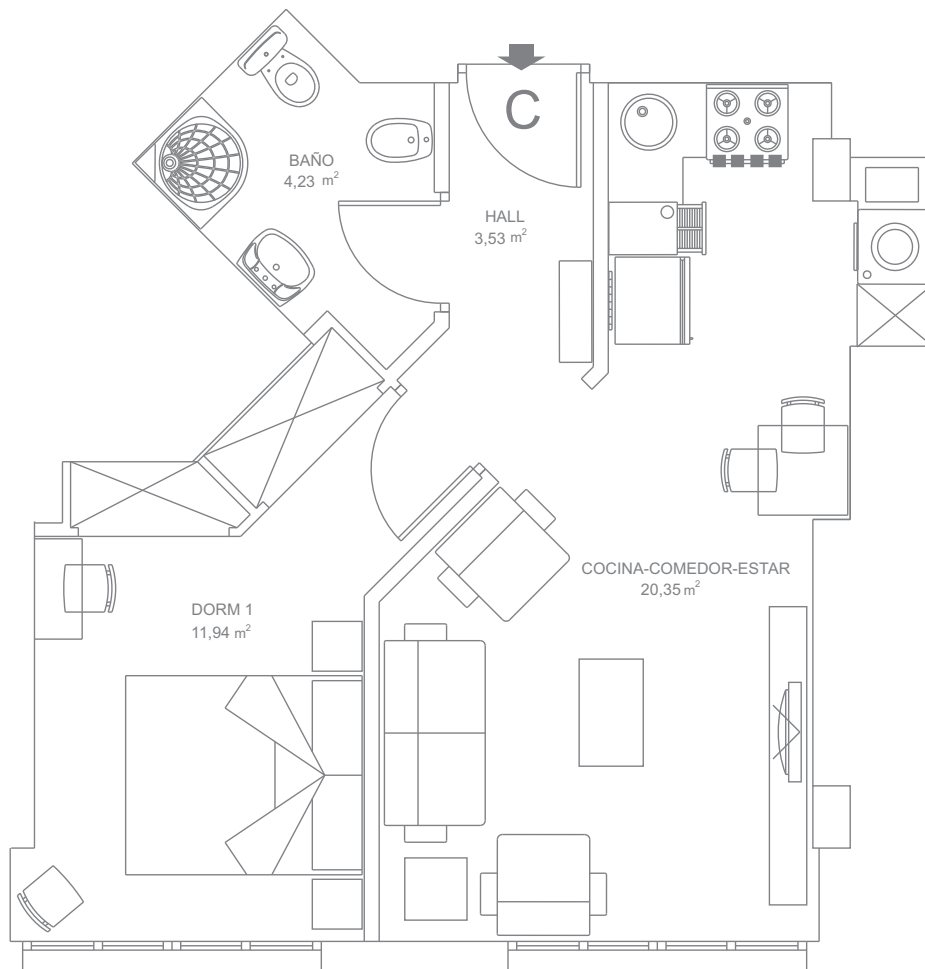 C
BAÑO
4,23 m²
HALL
3,53 m²
COCINA-COMEDOR-ESTAR
20,35 m²
DORM 1
11,94 m²